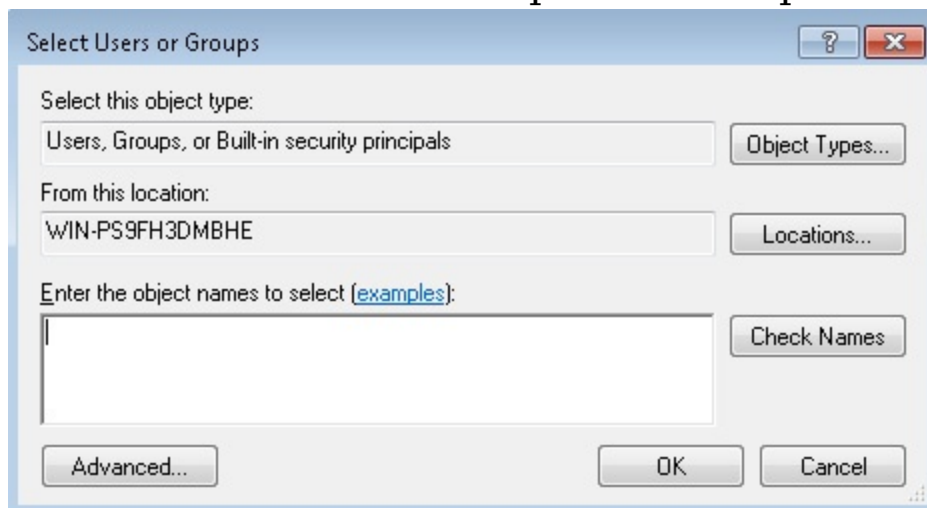 Select Users or Groups
Select this object type:
Users, Groups, or Built-in security principals
Object Types...
From this location:
WIN-PS9FH3DMBHE
Locations...
Enter the object names to select (examples):
Check Names
Advanced...
OK
Cancel